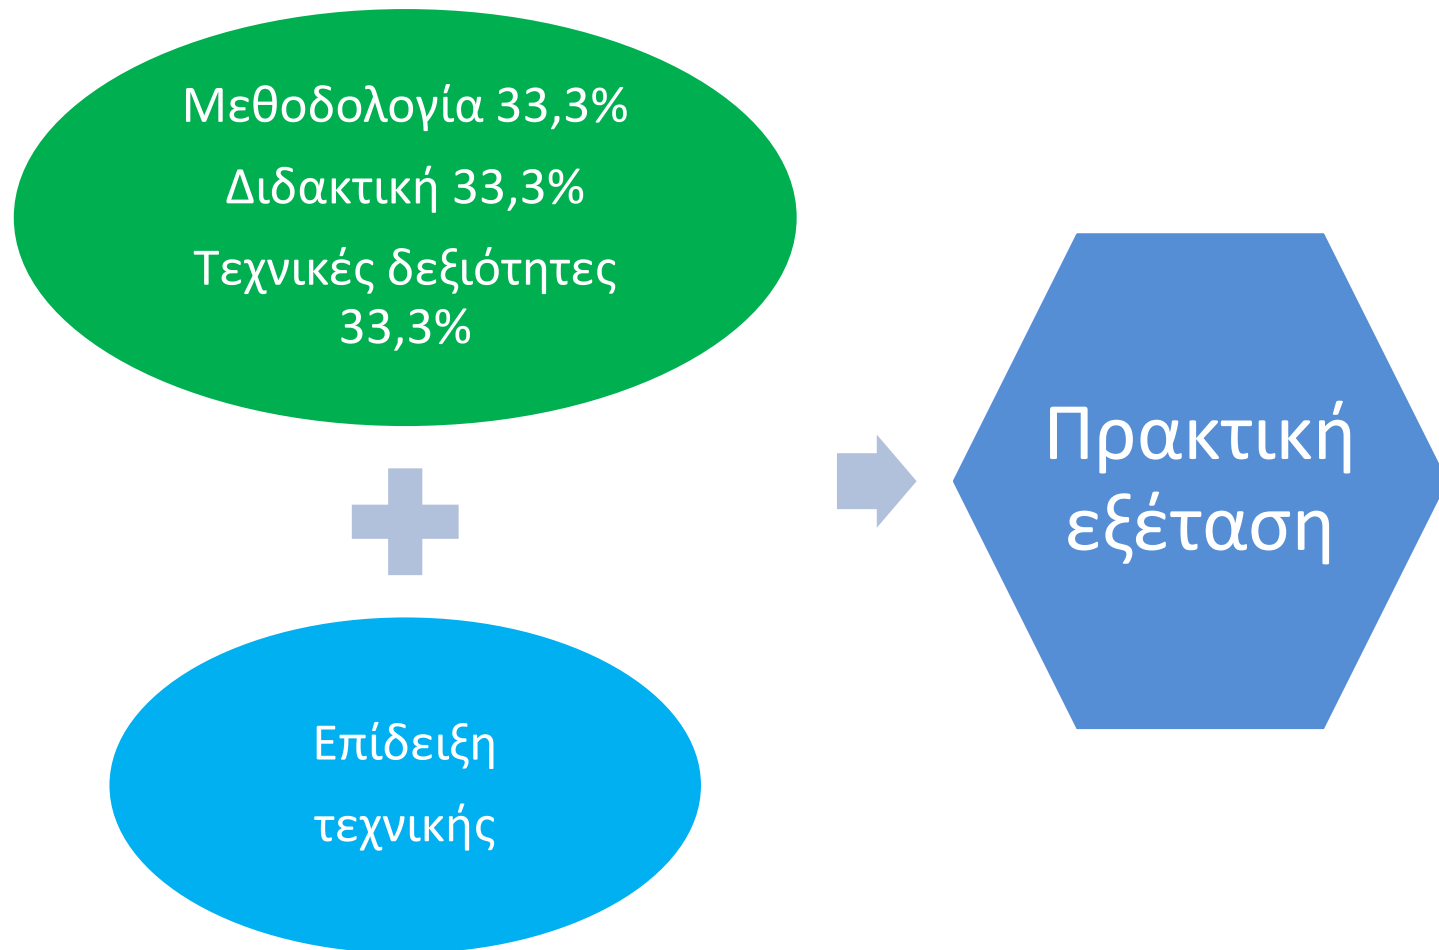 Μεθοδολογία 33,3%
Διδακτική 33,3%
Τεχνικές δεξιότητες
33,3%
Επίδειξη
τεχνικής
Πρακτική
εξέταση